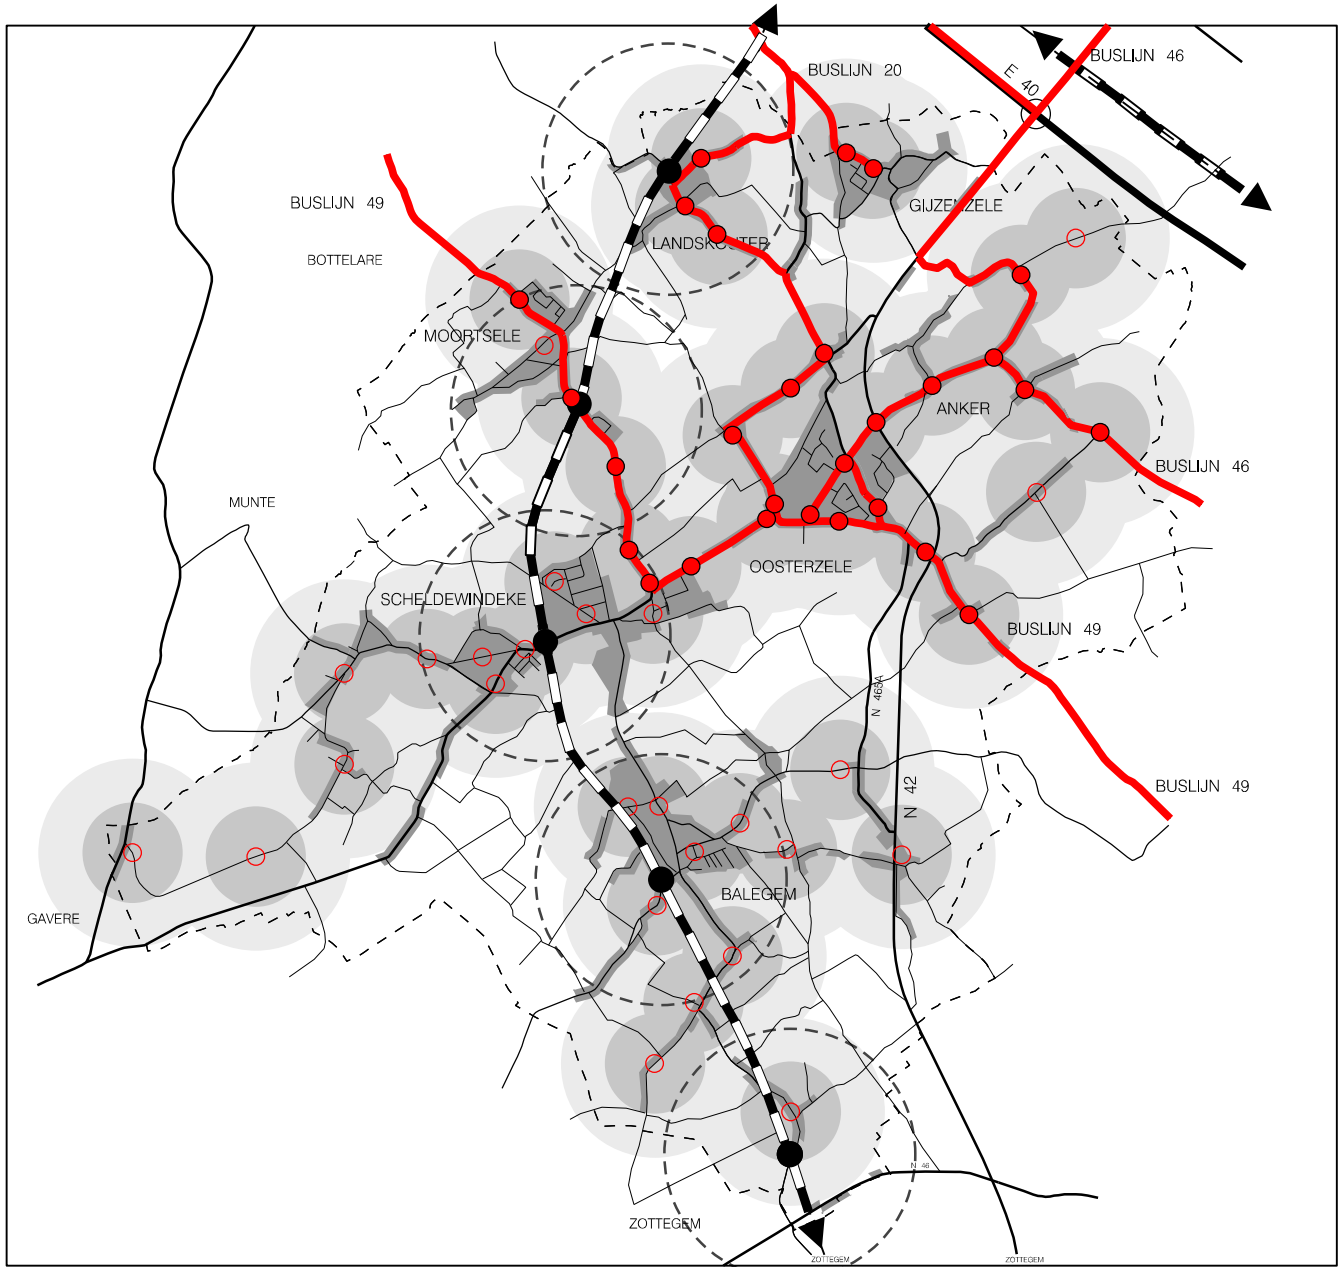 BUSLIJN 46
BUSLIJN 20
E 40
BUSLIJN 49
GIJZENZELE
LANDSKOUTER
BOTTELARE
MOORTSELE
ANKER
BUSLIJN 46
MUNTE
OOSTERZELE
SCHELDEWINDEKE
BUSLIJN 49
N 465A
N 42
BUSLIJN 49
BALEGEM
GAVERE
N 46
ZOTTEGEM
ZOTTEGEM
ZOTTEGEM